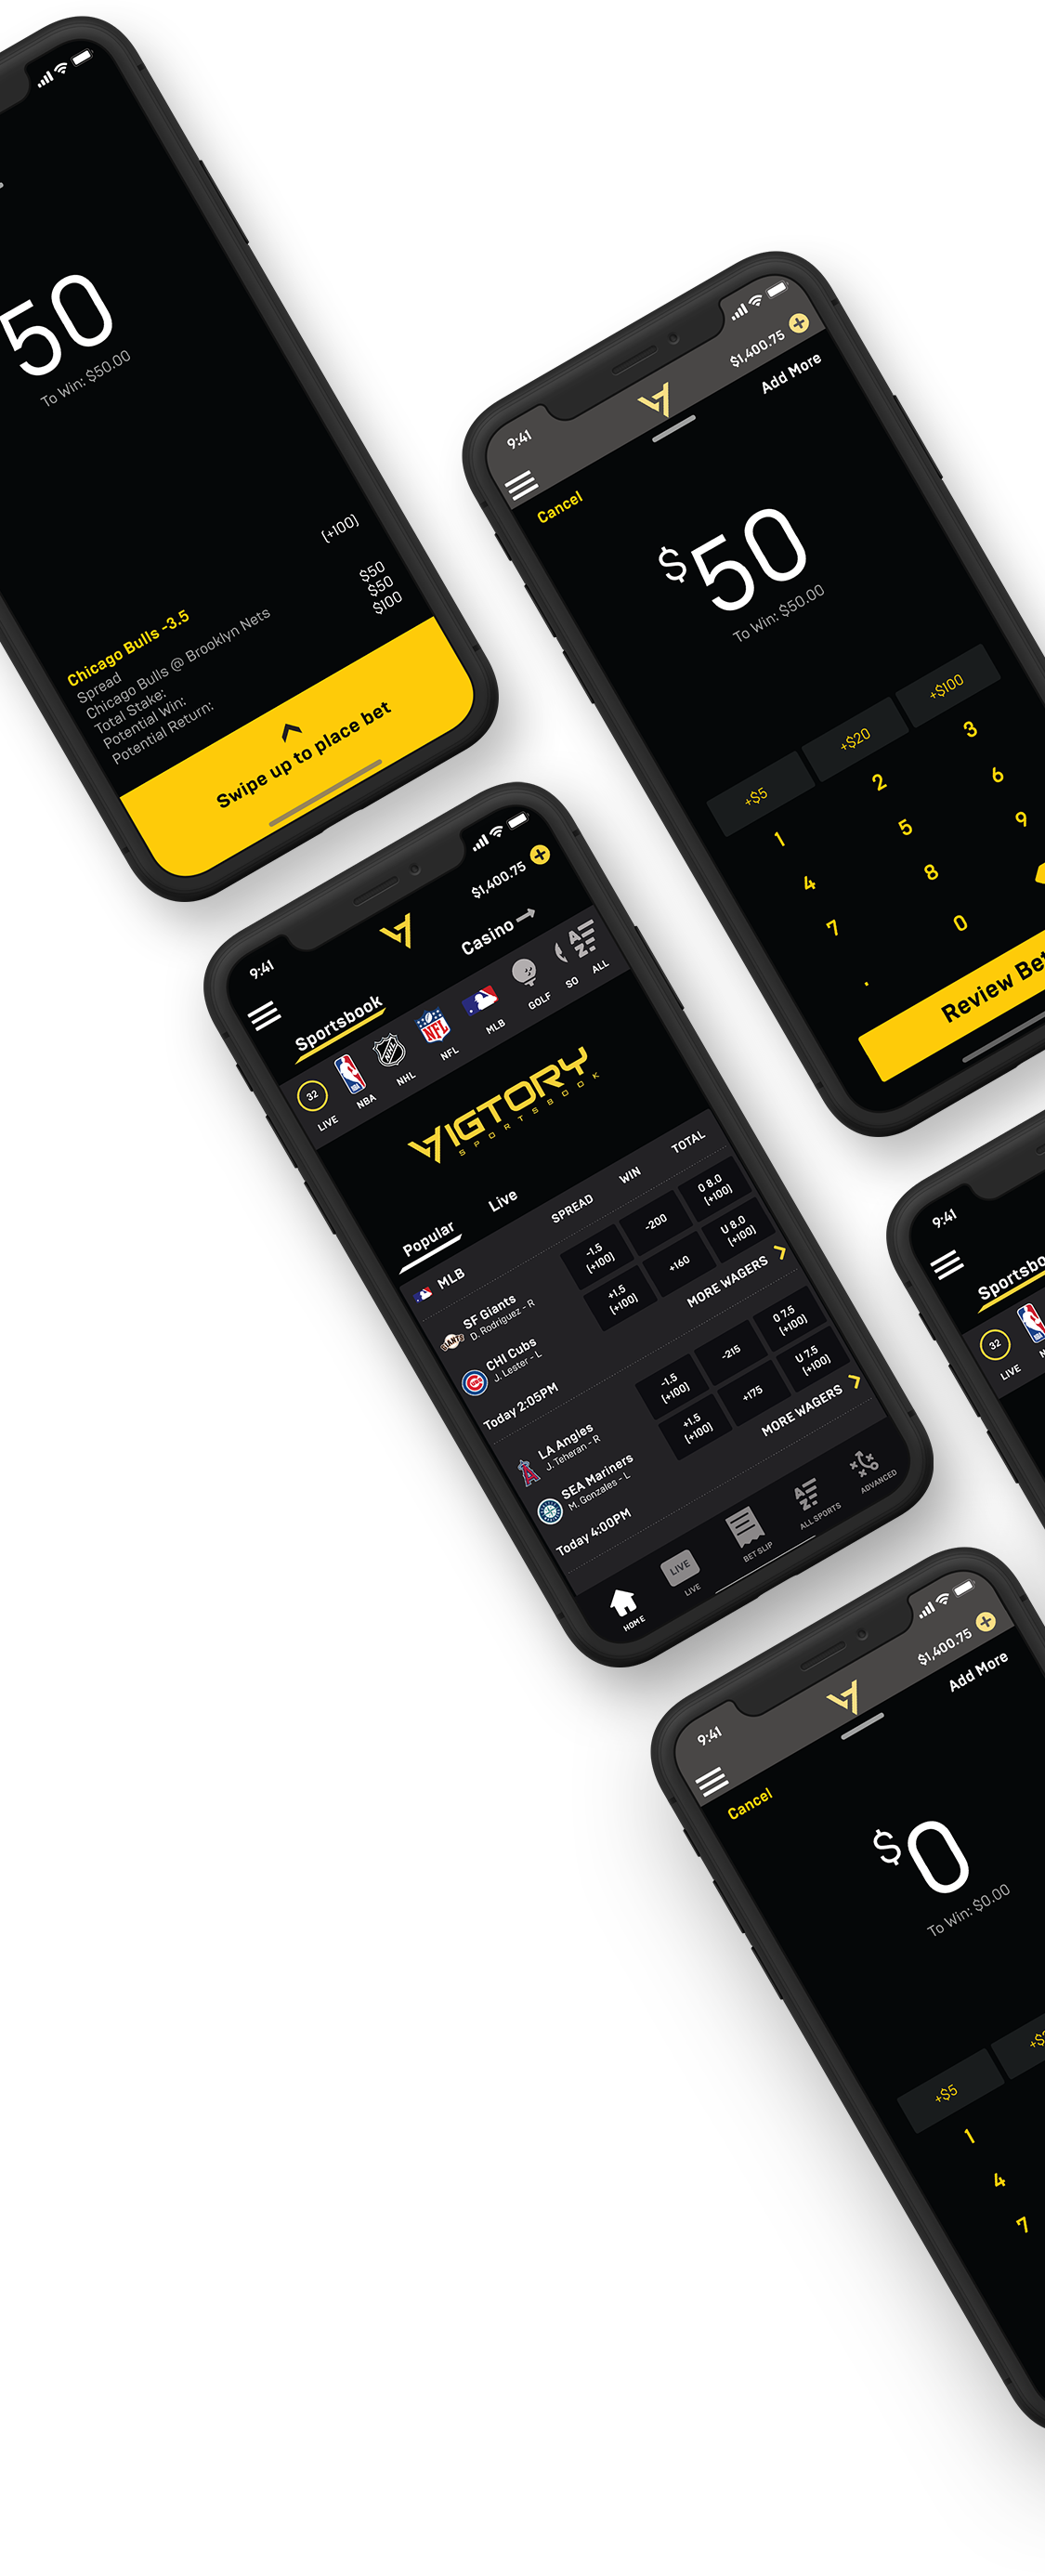 50
To Win: $50.00
(+100)
Chicago Bulls -3.5
Spread
Chicago Bulls @ Brooklyn Nets
Total Stake: $50
Potential Win: $50
Potential Return: $100
Swipe up to place bet
9:41
$1,400.75
Cancel
Add More
$50
To Win: $50.00
+$5 +$20 +$100
1 2 3
4 5 6
7 8 9
. 0
Review Bet
9:41
$1,400.75
Sportsbook
Casino
32
LIVE NBA NHL NFL MLB GOLF SO ALL
VIGTORY
SPORTSBOOK
Popular Live
MLB
SPREAD WIN TOTAL
SF Giants
D. Rodriguez - R
-1.5 (+100) -200 O 8.0 (+100)
CHI Cubs
J. Lester - L
+1.5 (+100) +160 U 8.0 (+100)
Today 2:05PM
MORE WAGERS
LA Angles
J. Teheran - R
-1.5 (+100) -215 O 7.5 (+100)
SEA Mariners
M. Gonzales - L
+1.5 (+100) +175 U 7.5 (+100)
Today 4:00PM
MORE WAGERS
LIVE
HOME LIVE BET SLIP ALL SPORTS ADVANCED
9:41
Sportsbo
32
LIVE
9:41
$1,400.75
Cancel
Add More
$0
To Win: $0.00
+$5
1
4
7